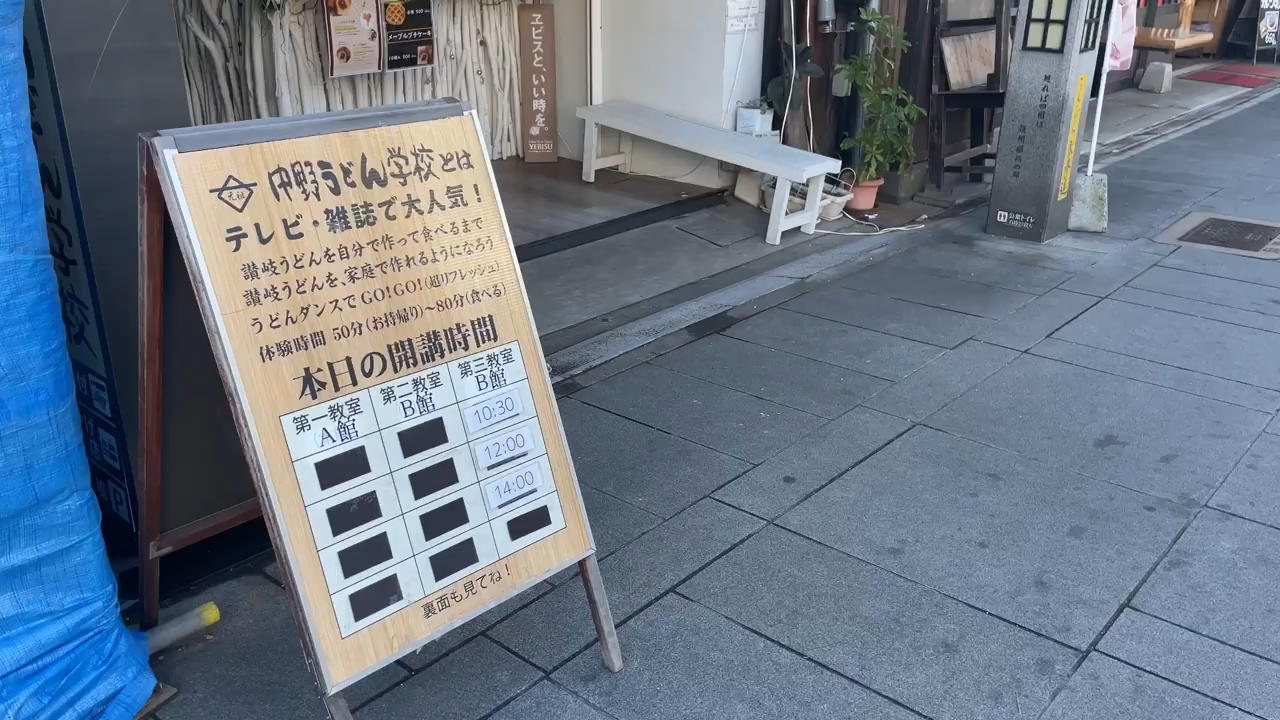 元祖
中野うどん学校とは
テレビ・雑誌で大人気！
讃岐うどんを自分で作って食べるまで
讃岐うどんを、家庭で作れるようになろう
うどんダンスでGO!GO!(超リフレッシュ)
体験時間 50分(お持帰り)〜80分(食べる)
本日の開講時間
第一教室 A館
第二教室 B館
第三教室 B館
10:30
12:00
14:00
裏面も見てね！
ヱビスと、いい時を。
YEBISU
メープルプチケーキ
公衆トイレ
P